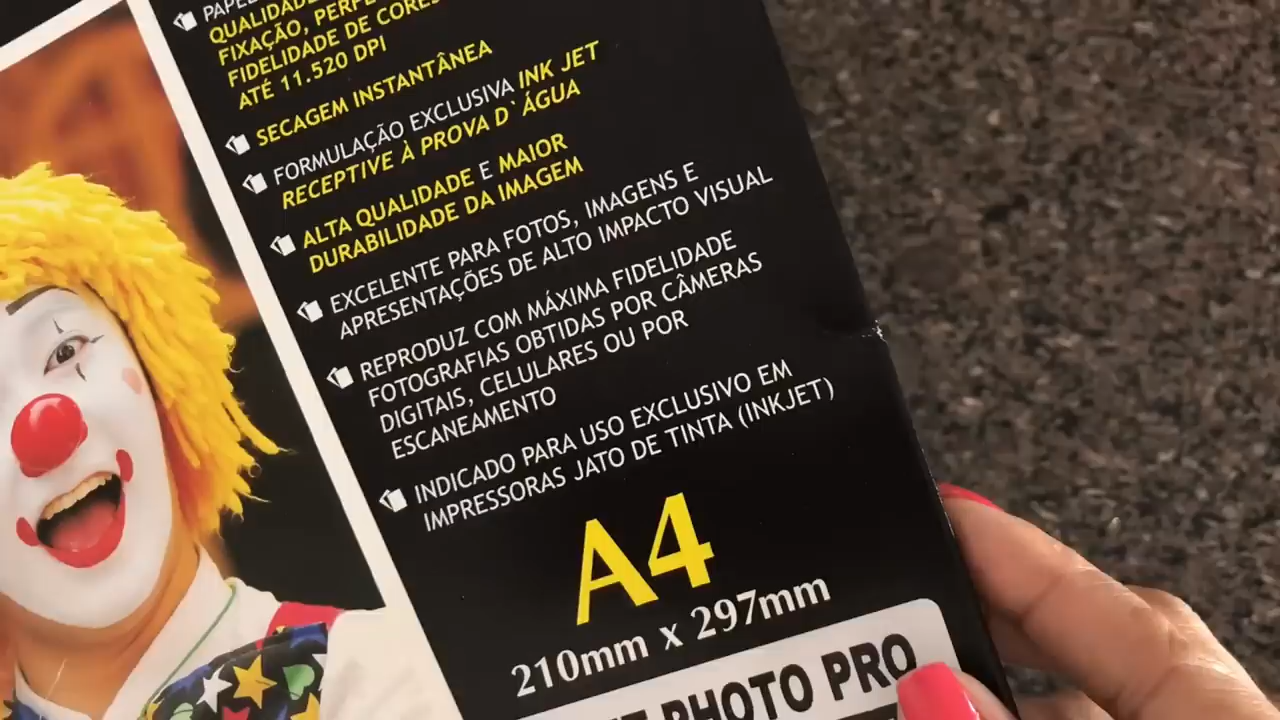 PAPEL
QUALIDADE
FIXAÇÃO,
FIDELIDADE DE CORES
ATÉ 11.520 DPI
SECAGEM INSTANTÂNEA
FORMULAÇÃO EXCLUSIVA INK JET
RECEPTIVE À PROVA D`ÁGUA
ALTA QUALIDADE E MAIOR
DURABILIDADE DA IMAGEM
EXCELENTE PARA FOTOS, IMAGENS E
APRESENTAÇÕES DE ALTO IMPACTO VISUAL
REPRODUZ COM MÁXIMA FIDELIDADE
FOTOGRAFIAS OBTIDAS POR CÂMERAS
DIGITAIS, CELULARES OU POR
ESCANEAMENTO
INDICADO PARA USO EXCLUSIVO EM
IMPRESSORAS JATO DE TINTA (INKJET)
A4
210mm x 297mm
PHOTO PRO